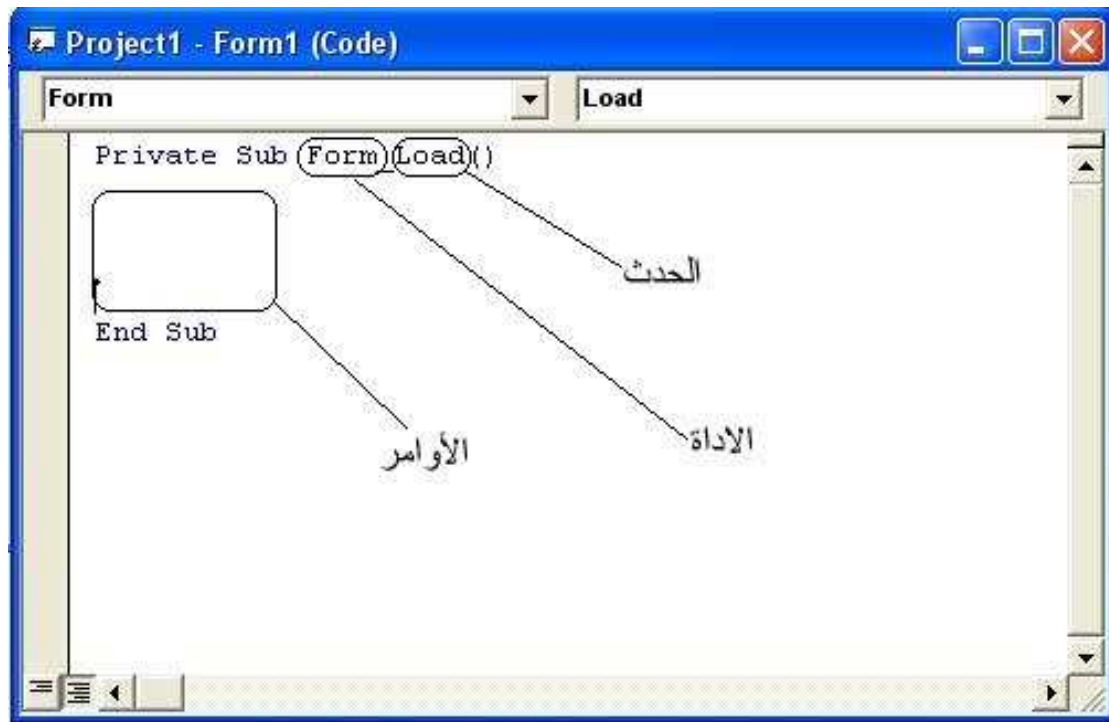 Project1 - Form1 (Code)
Form Load
Private Sub Form_Load()
الحدث
End Sub
الاداة
الأوامر